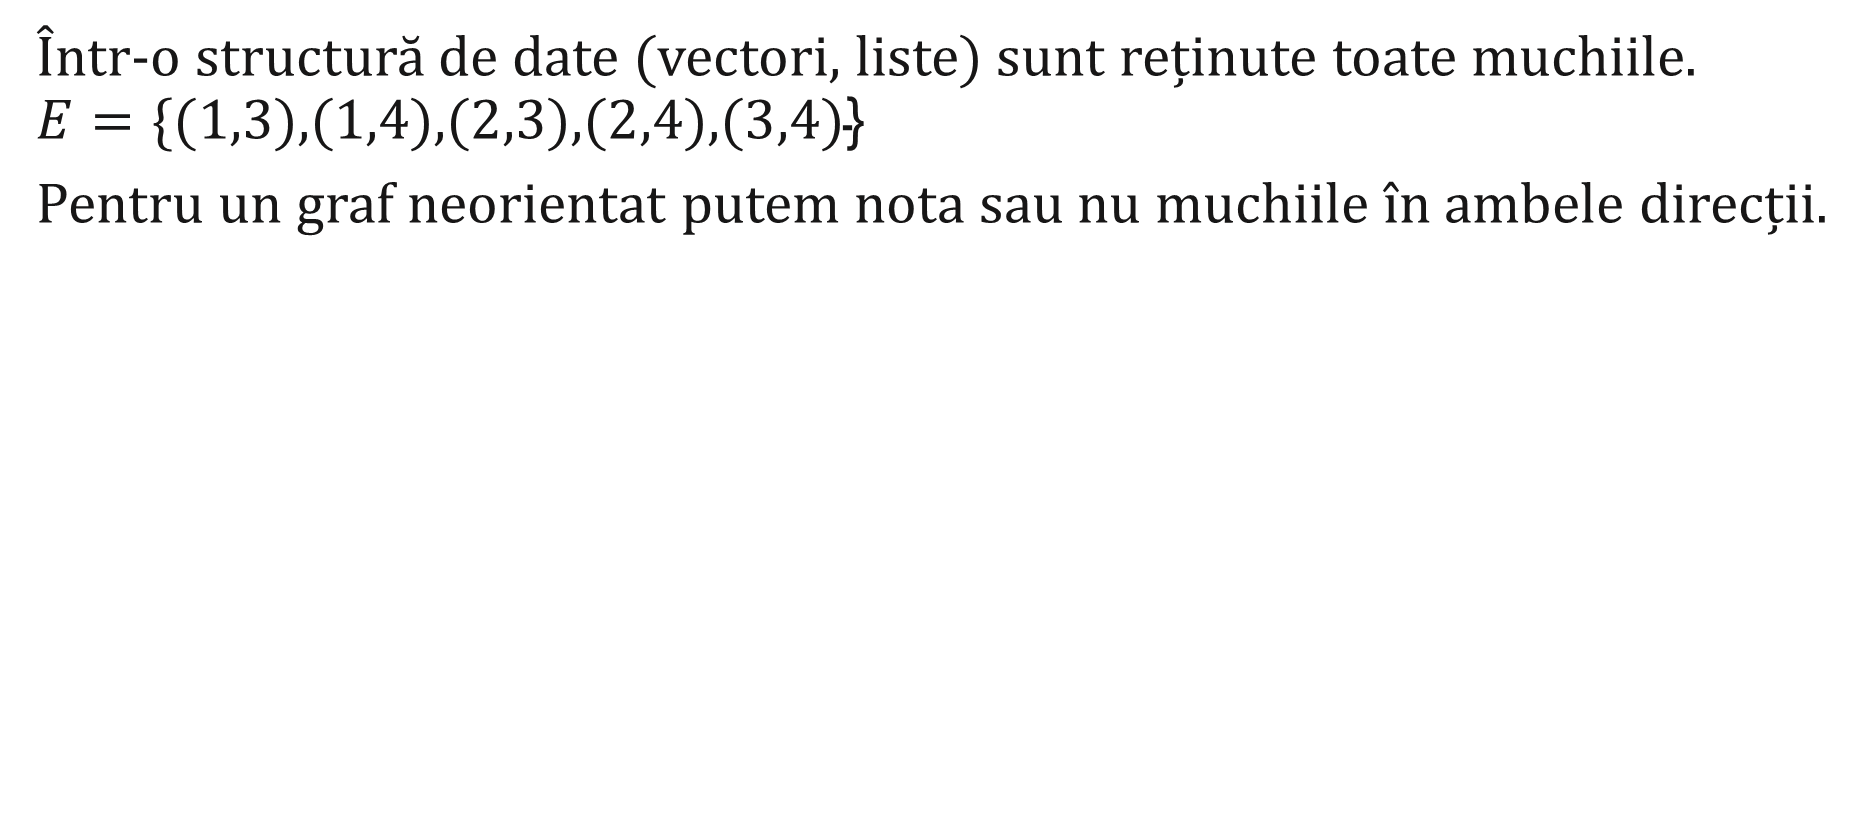 Într-o structură de date (vectori, liste) sunt reținute toate muchiile.
E = {(1,3),(1,4),(2,3),(2,4),(3,4)}
Pentru un graf neorientat putem nota sau nu muchiile în ambele direcții.